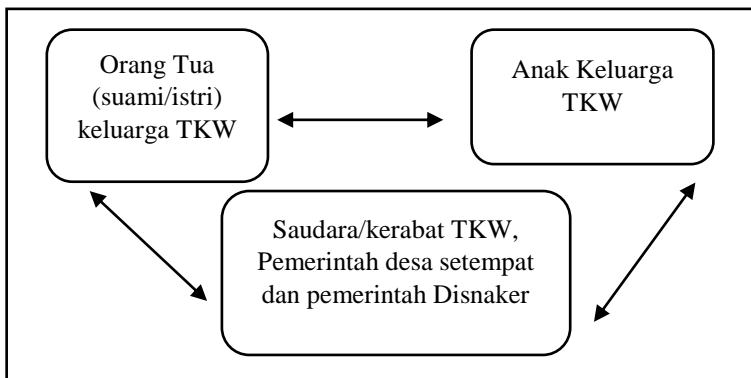 Orang Tua
(suami/istri)
keluarga TKW
Anak Keluarga
TKW
Saudara/kerabat TKW,
Pemerintah desa setempat
dan pemerintah Disnaker